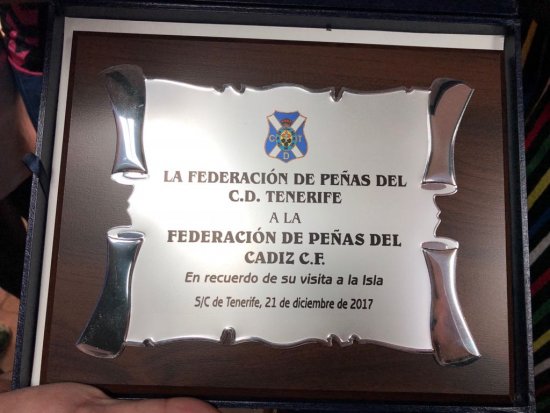 C T
D
LA FEDERACIÓN DE PEÑAS DEL
C.D. TENERIFE
A LA
FEDERACIÓN DE PEÑAS DEL
CADIZ C.F.
En recuerdo de su visita a la Isla
S/C de Tenerife, 21 de diciembre de 2017